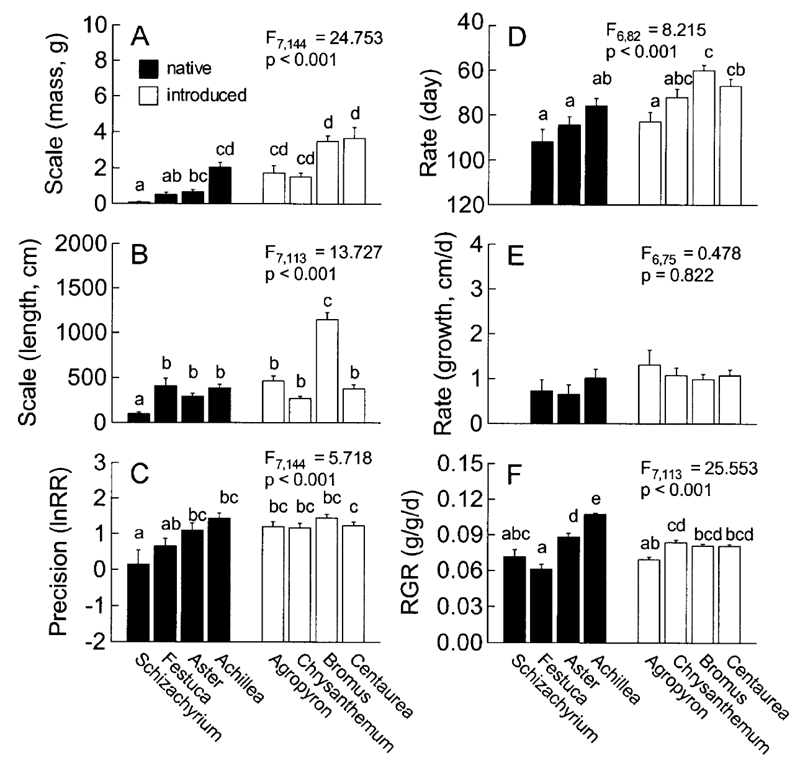 A
F7,144 = 24.753
p < 0.001
native
introduced
Scale (mass, g)
10
8
6
4
2
0
a
ab
bc
cd
cd
cd
d
d
B
F7,113 = 13.727
p < 0.001
Scale (length, cm)
2000
1500
1000
500
0
a
b
b
b
b
b
c
b
C
F7,144 = 5.718
p < 0.001
Precision (lnRR)
3
2
1
0
-1
-2
a
ab
bc
bc
bc
bc
bc
c
Schizachyrium
Festuca
Aster
Achillea
Agropyron
Chrysanthemum
Bromus
Centaurea
D
F6,82 = 8.215
p < 0.001
Rate (day)
40
60
80
100
120
a
a
ab
a
abc
c
cb
E
F6,75 = 0.478
p = 0.822
Rate (growth, cm/d)
4
3
2
1
0
F
F7,113 = 25.553
p < 0.001
RGR (g/g/d)
0.15
0.12
0.09
0.06
0.03
0.00
abc
a
d
e
ab
cd
bcd
bcd
Schizachyrium
Festuca
Aster
Achillea
Agropyron
Chrysanthemum
Bromus
Centaurea